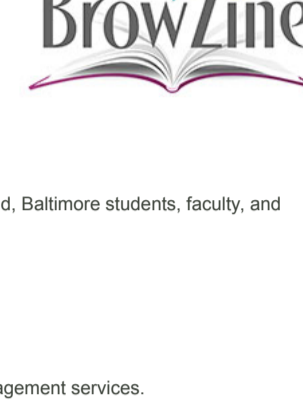 BrowZine
d, Baltimore students, faculty, and
agement services.